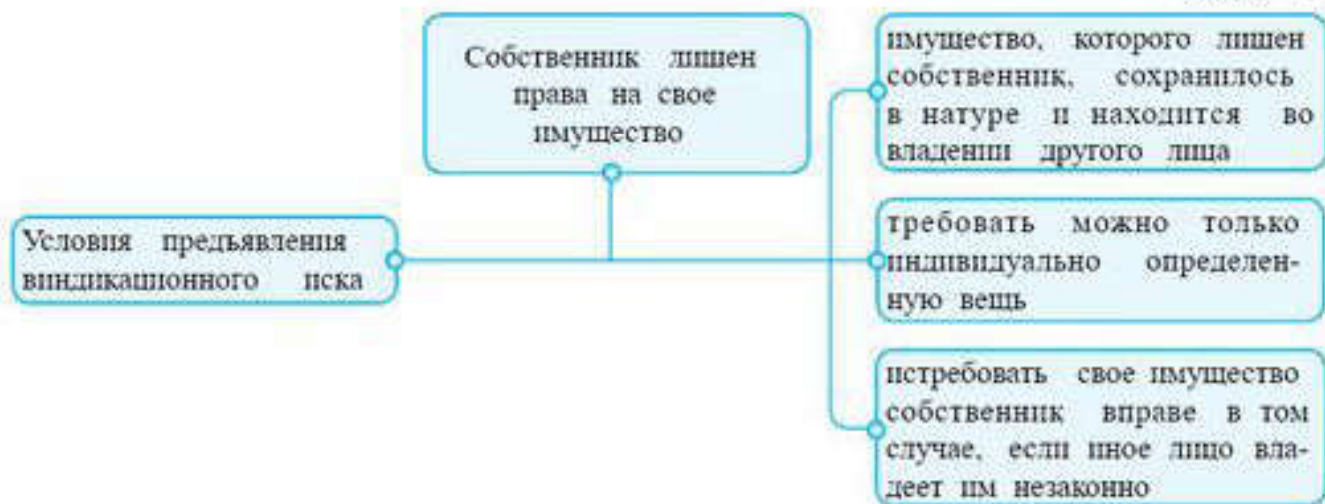 Собственник лишен
права на свое
имущество
Условия предъявления
виндикационного иска
имущество, которого лишен
собственник, сохранилось
в натуре и находится во
владении другого лица
требовать можно только
индивидуально определен-
ную вещь
истребовать свое имущество
собственник вправе в том
случае, если иное лицо вла-
деет им незаконно